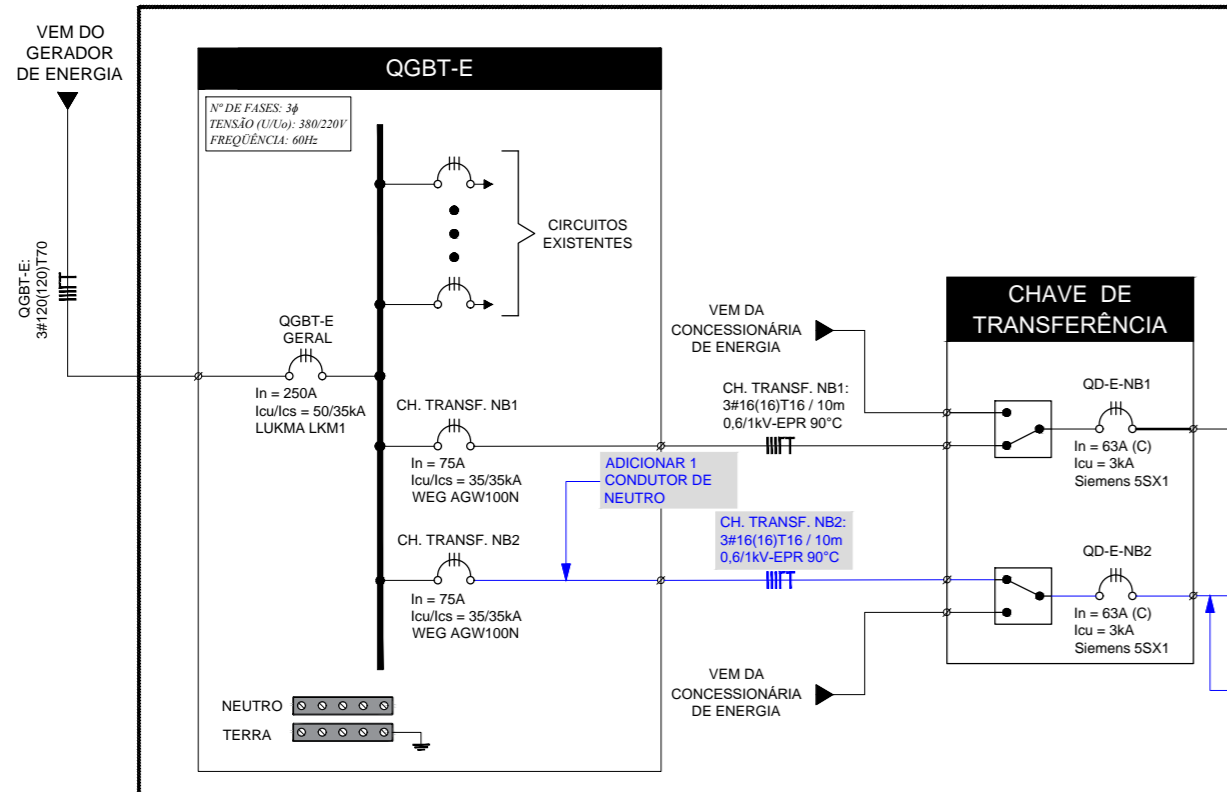 VEM DO
GERADOR
DE ENERGIA
QGBT-E:
3#120(120)T70
QGBT-E
Nº DE FASES: 3ϕ
TENSÃO (U/Uo): 380/220V
FREQÜÊNCIA: 60Hz
CIRCUITOS
EXISTENTES
QGBT-E
GERAL
In = 250A
Icu/Ics = 50/35kA
LUKMA LKM1
CH. TRANSF. NB1
In = 75A
Icu/Ics = 35/35kA
WEG AGW100N
ADICIONAR 1
CONDUTOR DE
NEUTRO
CH. TRANSF. NB2
In = 75A
Icu/Ics = 35/35kA
WEG AGW100N
NEUTRO
TERRA
VEM DA
CONCESSIONÁRIA
DE ENERGIA
CH. TRANSF. NB1:
3#16(16)T16 / 10m
0,6/1kV-EPR 90°C
CH. TRANSF. NB2:
3#16(16)T16 / 10m
0,6/1kV-EPR 90°C
VEM DA
CONCESSIONÁRIA
DE ENERGIA
CHAVE DE
TRANSFERÊNCIA
QD-E-NB1
In = 63A (C)
Icu = 3kA
Siemens 5SX1
QD-E-NB2
In = 63A (C)
Icu = 3kA
Siemens 5SX1